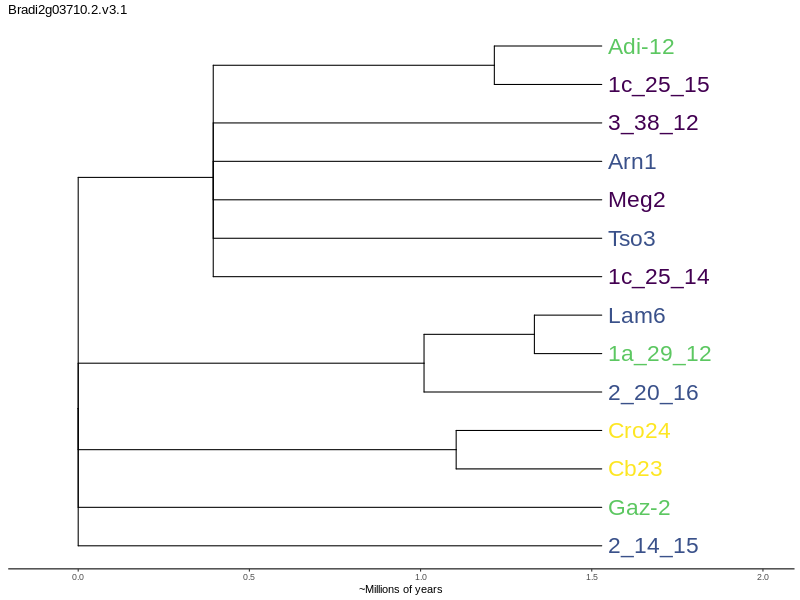 Bradi2g03710.2.v3.1
Adi-12
1c_25_15
3_38_12
Arn1
Meg2
Tso3
1c_25_14
Lam6
1a_29_12
2_20_16
Cro24
Cb23
Gaz-2
2_14_15
0.0 0.5 1.0 1.5 2.0
~Millions of years